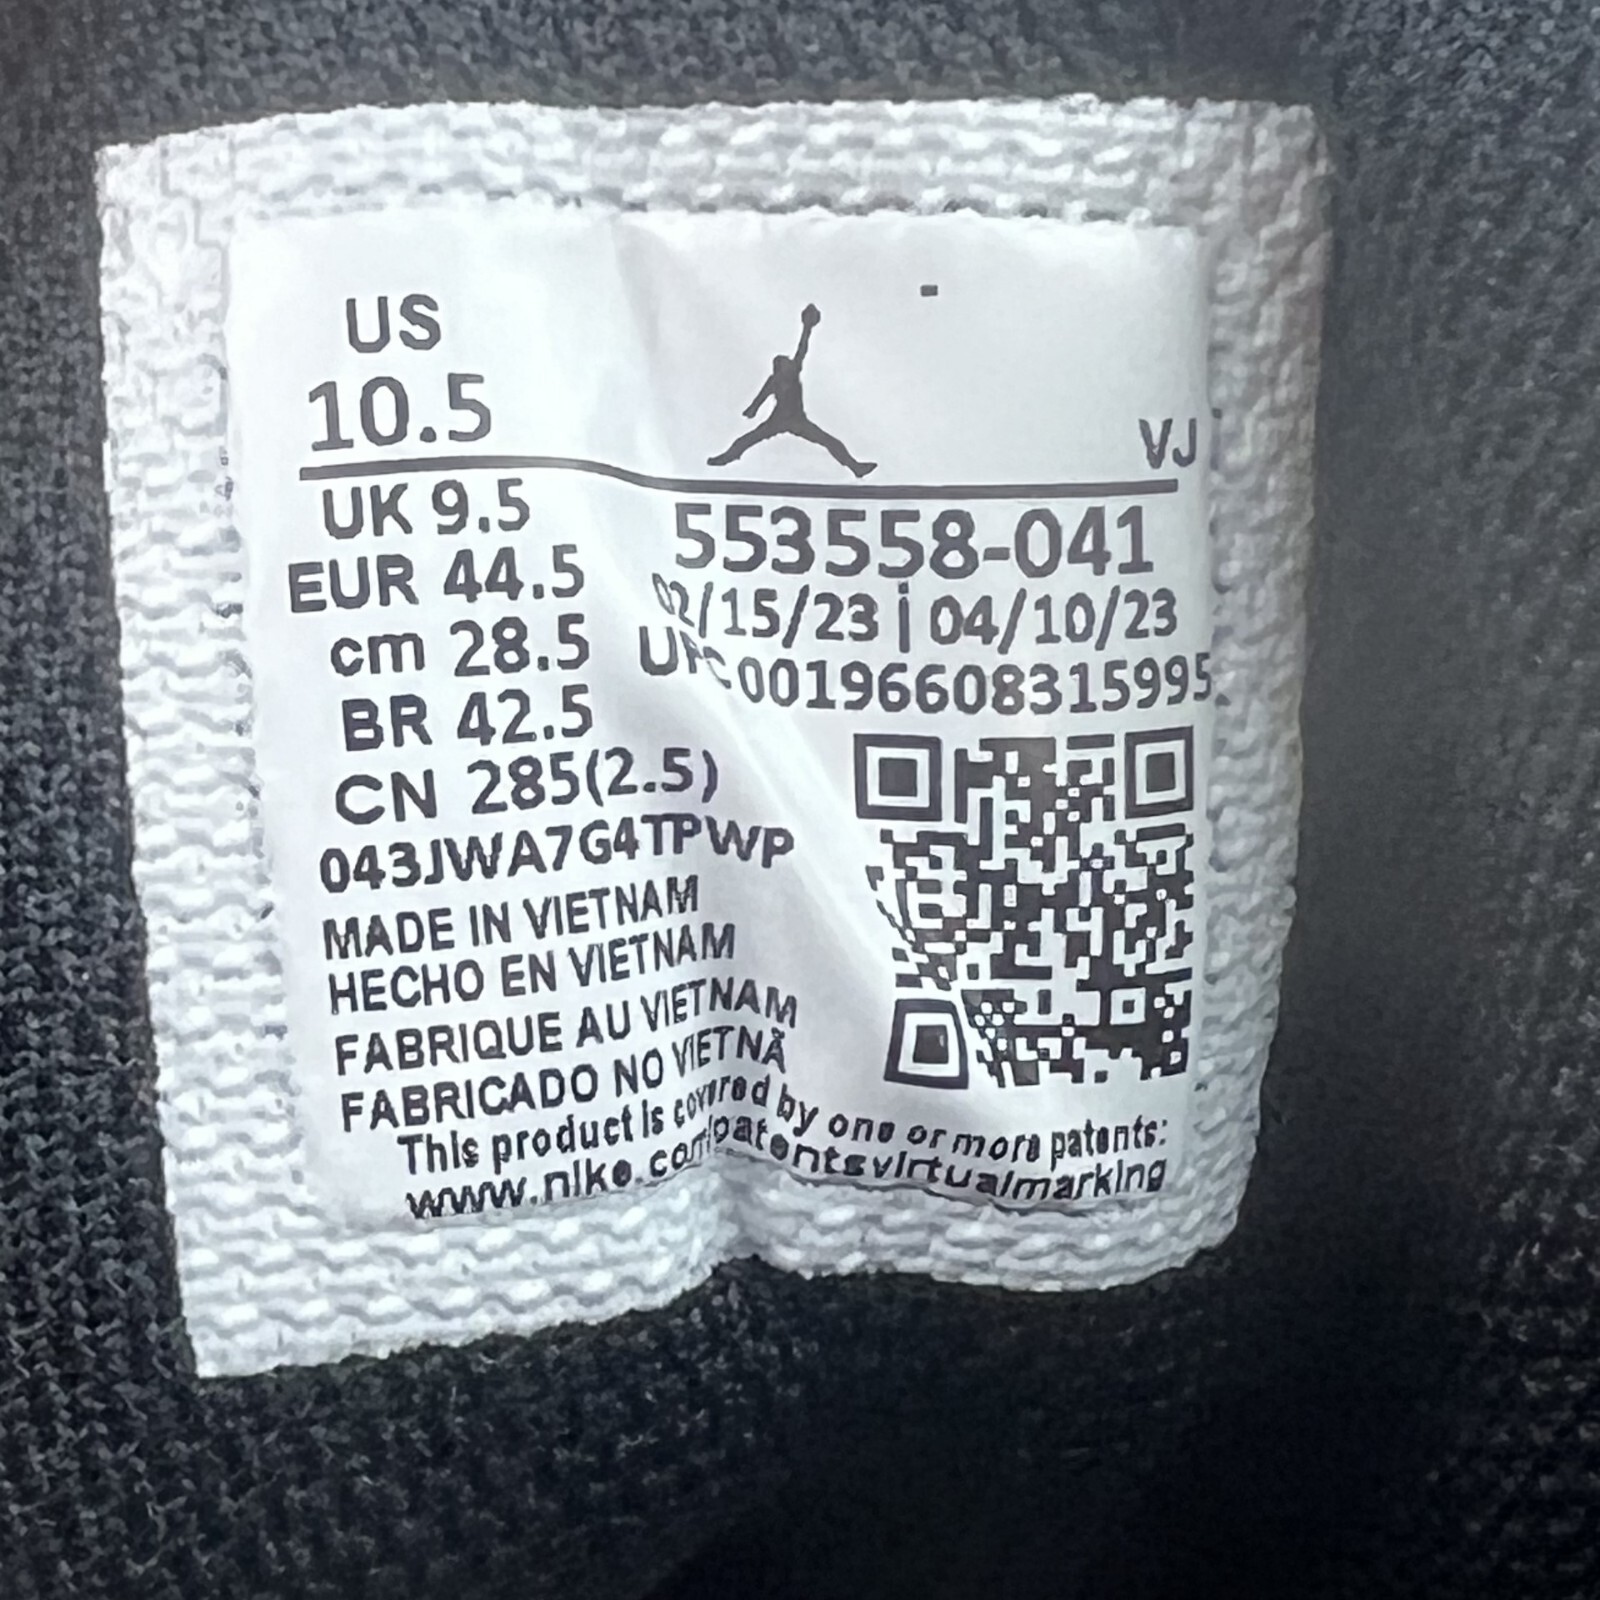 US
10.5
VJ
UK 9.5
EUR 44.5
cm 28.5
BR 42.5
CN 285(2.5)
553558-041
02/15/23 | 04/10/23
UPC 00196608315995
043JWA7G4TPWP
MADE IN VIETNAM
HECHO EN VIETNAM
FABRIQUE AU VIETNAM
FABRICADO NO VIETNÃ
This product is covered by one or more patents:
www.nike.com/patentsvirtualmarking